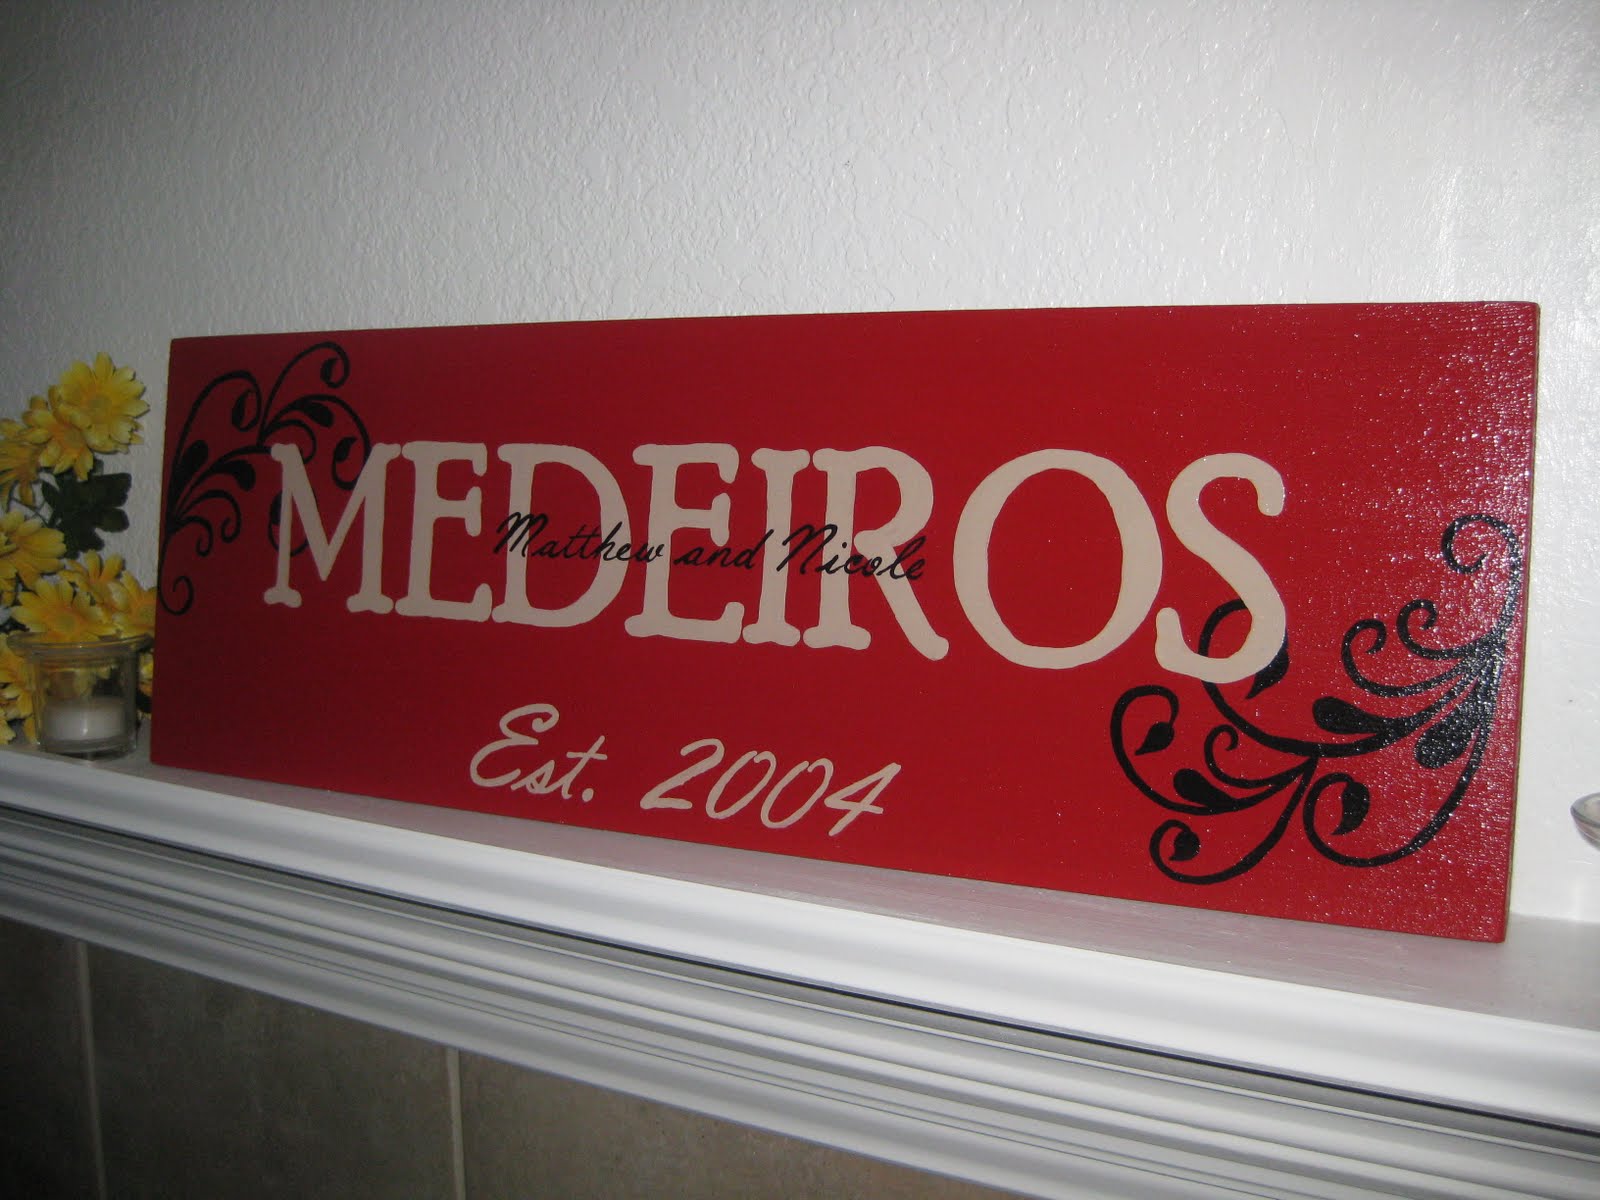 MEDEIROS
Matthew and Nicole
Est. 2004